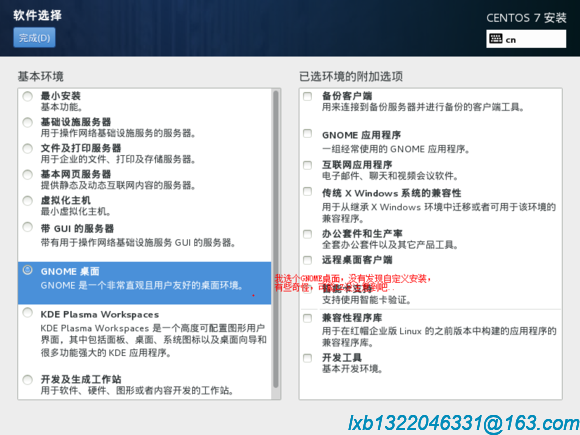 软件选择
CENTOS 7 安装
完成(D)
cn
基本环境
已选环境的附加选项
最小安装
基本功能。
基础设施服务器
用于操作网络基础设施服务的服务器。
文件及打印服务器
用于企业的文件、打印及存储服务器。
基本网页服务器
提供静态及动态互联网内容的服务器。
虚拟化主机
最小虚拟化主机。
带 GUI 的服务器
带有用于操作网络基础设施服务 GUI 的服务器。
GNOME 桌面
GNOME 是一个非常直观且用户友好的桌面环境。
KDE Plasma Workspaces
KDE Plasma Workspaces 是一个高度可配置图形用户
界面，其中包括面板、桌面、系统图标以及桌面向导和
很多功能强大的 KDE 应用程序。
开发及生成工作站
用于软件、硬件、图形或者内容开发的工作站。
备份客户端
用来连接到备份服务器并进行备份的客户端工具。
GNOME 应用程序
一组经常使用的 GNOME 应用程序。
互联网应用程序
电子邮件、聊天和视频会议软件。
传统 X Windows 系统的兼容性
用于从继承 X Windows 环境中迁移或者可用于该环境的
兼容程序。
办公套件和生产率
全套办公套件以及其它产品工具。
远程桌面客户端
我选个GNOME桌面，没有发现自定义安装，
有些奇怪，可
智能卡支持
支持使用智能卡验证。
兼容性程序库
用于在红帽企业版 Linux 的之前版本中构建的应用程序的
兼容程序库。
开发工具
基本开发环境。
lxb1322046331@163.com